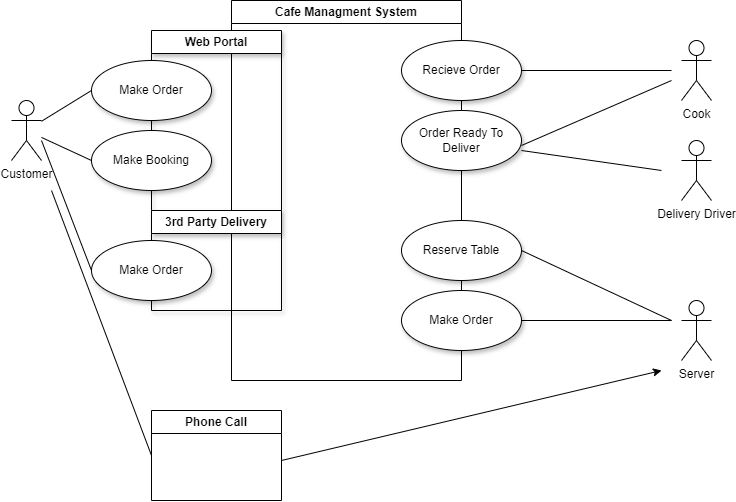 Cafe Managment System
Web Portal
Make Order
Recieve Order
Cook
Customer
Make Booking
Order Ready To
Deliver
Delivery Driver
3rd Party Delivery
Make Order
Reserve Table
Make Order
Server
Phone Call